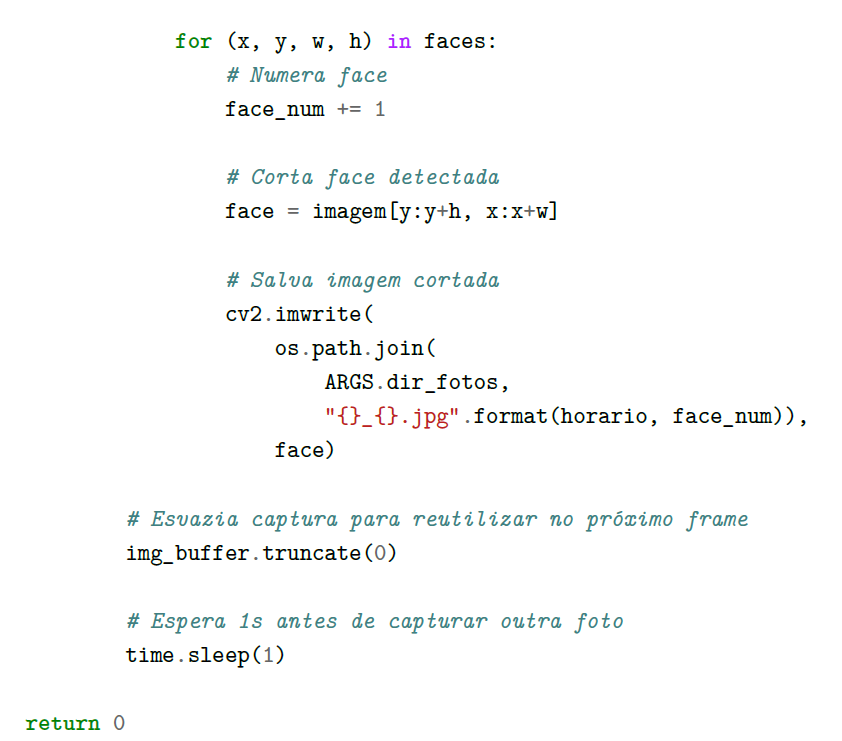 for (x, y, w, h) in faces:
# Numera face
face_num += 1
# Corta face detectada
face = imagem[y:y+h, x:x+w]
# Salva imagem cortada
cv2.imwrite(
os.path.join(
ARGS.dir_fotos,
"{}_{}.jpg".format(horario, face_num)),
face)
# Esvazia captura para reutilizar no próximo frame
img_buffer.truncate(0)
# Espera 1s antes de capturar outra foto
time.sleep(1)
return 0